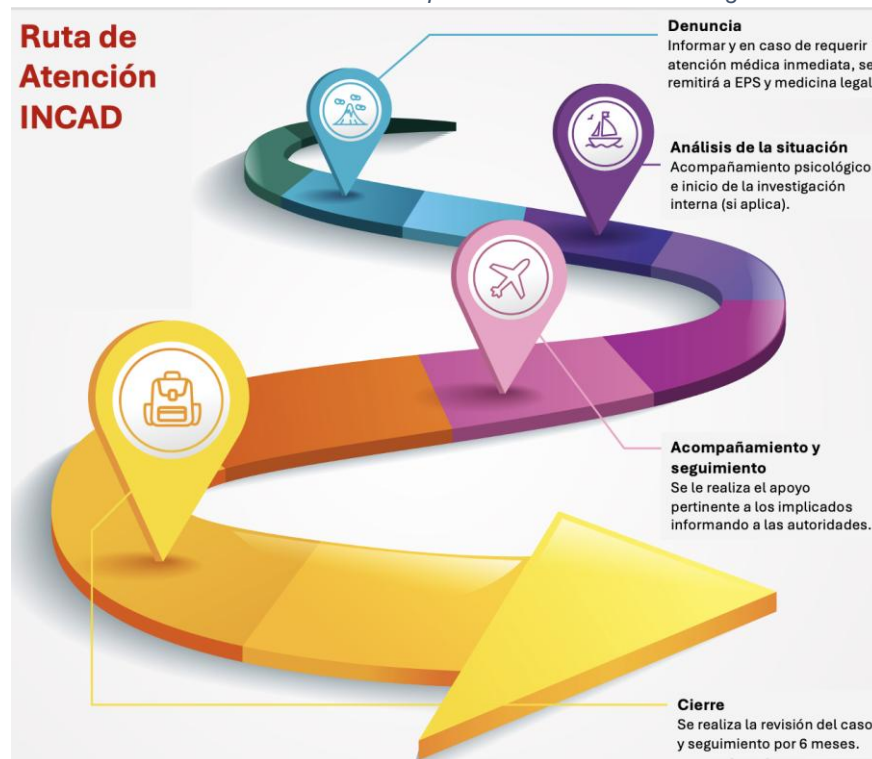 Ruta de
Atención
INCAD
Denuncia
Informar y en caso de requerir
atención médica inmediata, se
remitirá a EPS y medicina legal
Análisis de la situación
Acompañamiento psicológico
e inicio de la investigación
interna (si aplica).
Acompañamiento y
seguimiento
Se le realiza el apoyo
pertinente a los implicados
informando a las autoridades.
Cierre
Se realiza la revisión del caso
y seguimiento por 6 meses.